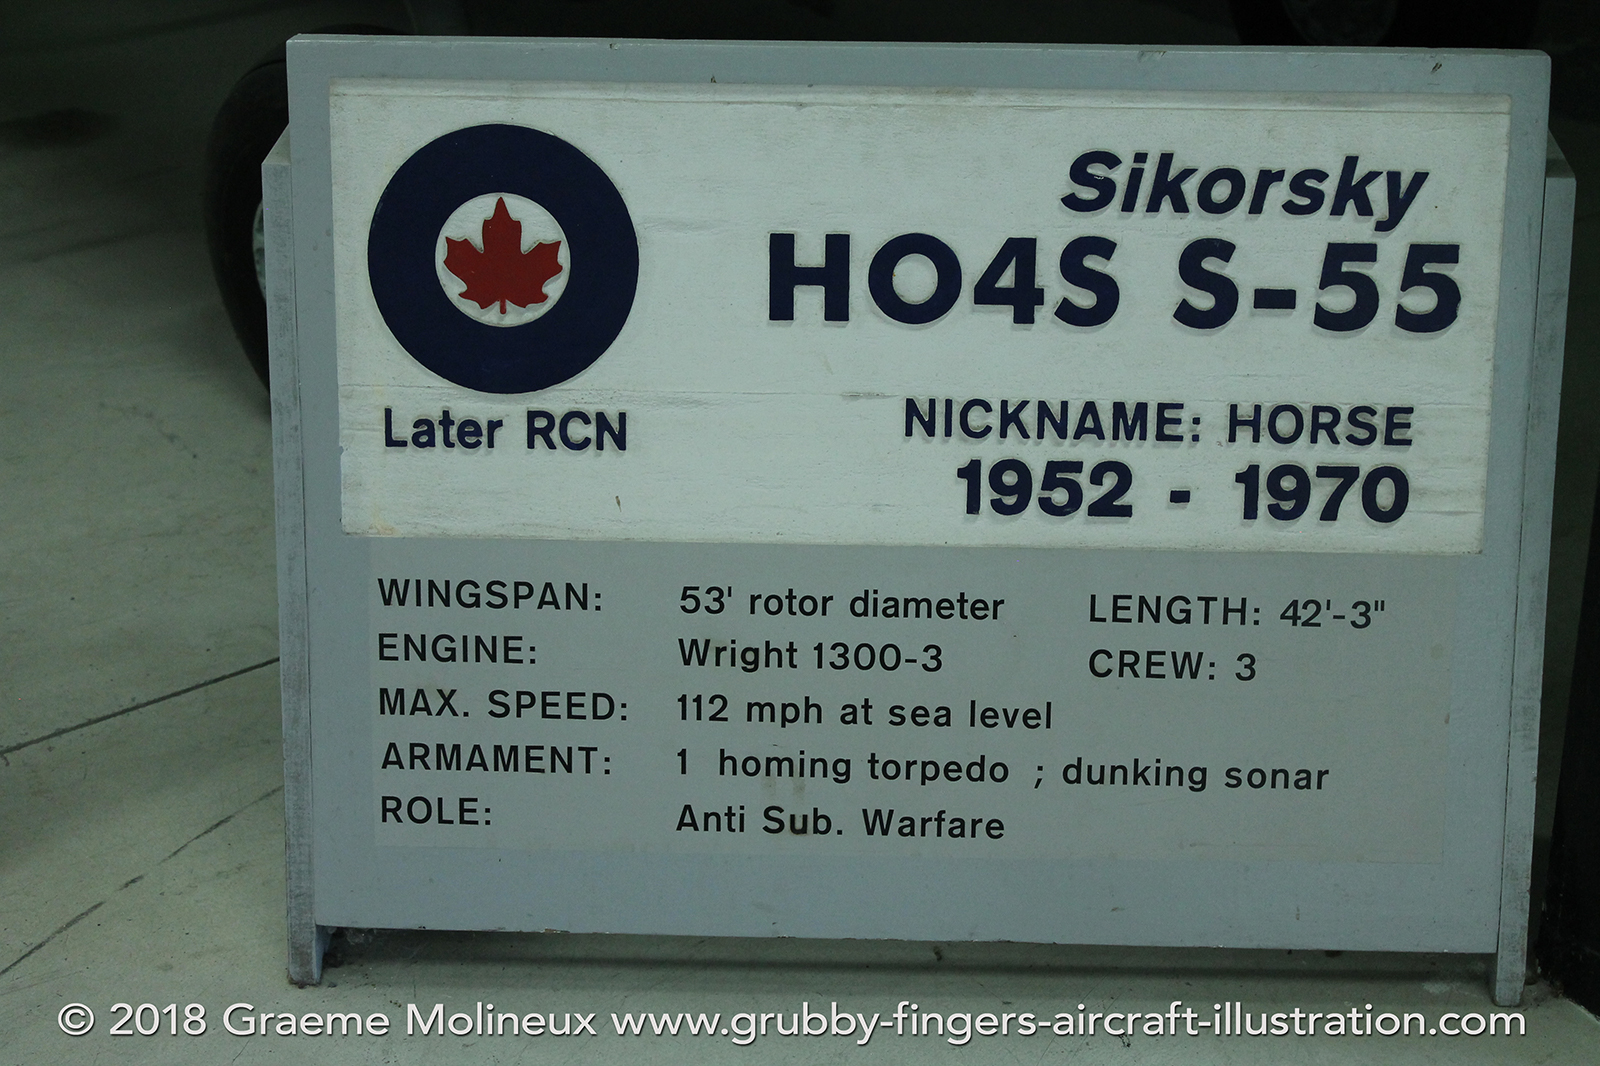 Sikorsky
HO4S S-55
Later RCN
NICKNAME: HORSE
1952 - 1970
WINGSPAN: 53' rotor diameter LENGTH: 42'-3"
ENGINE: Wright 1300-3 CREW: 3
MAX. SPEED: 112 mph at sea level
ARMAMENT: 1 homing torpedo ; dunking sonar
ROLE: Anti Sub. Warfare
© 2018 Graeme Molineux www.grubby-fingers-aircraft-illustration.com